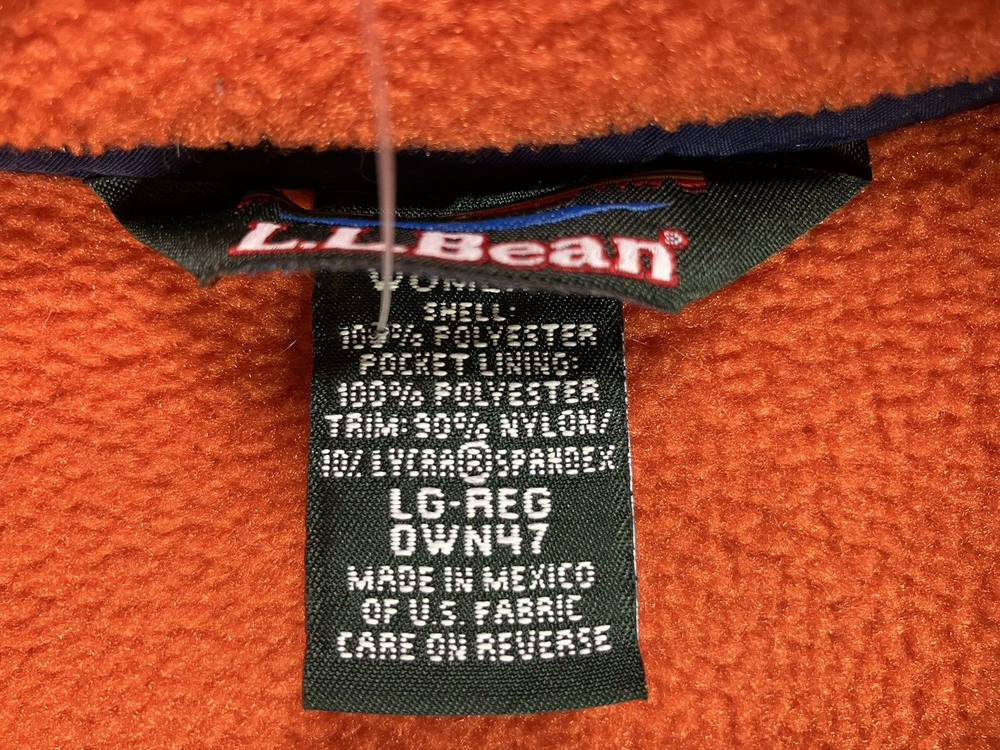 L.L.Bean®
SHELL:
100% POLYESTER
POCKET LINING:
100% POLYESTER
TRIM: 90% NYLON/
10% LYCRA® SPANDEX
LG-REG
0WN47
MADE IN MEXICO
OF U.S. FABRIC
CARE ON REVERSE